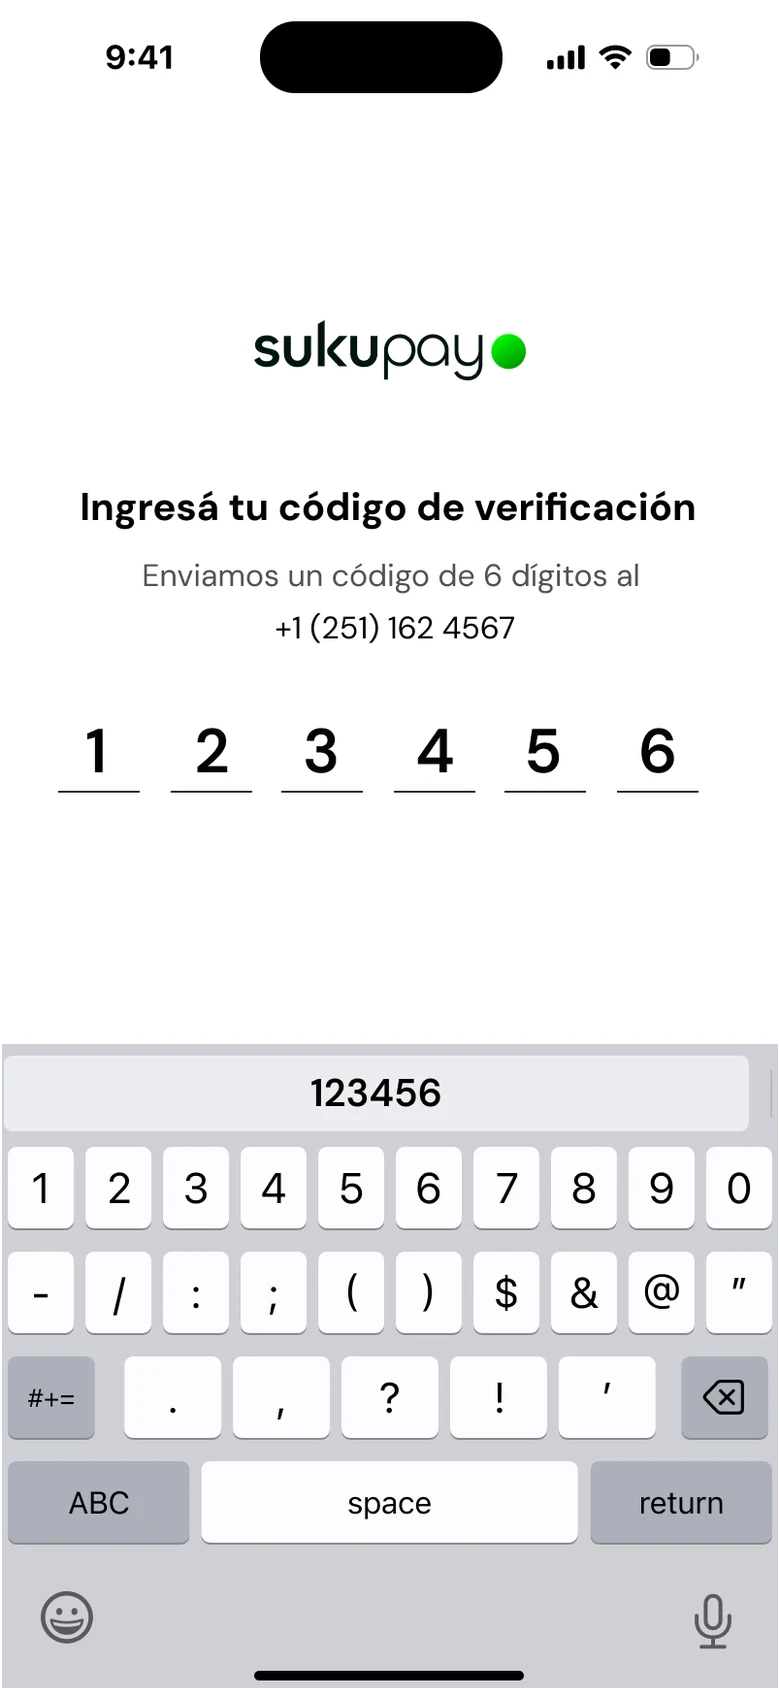 9:41
sukupay
Ingresá tu código de verificación
Enviamos un código de 6 dígitos al
+1 (251) 162 4567
1 2 3 4 5 6
123456
1 2 3 4 5 6 7 8 9 0
- / : ; ( ) $ & @ "
#+= . , ? ! '
ABC space return